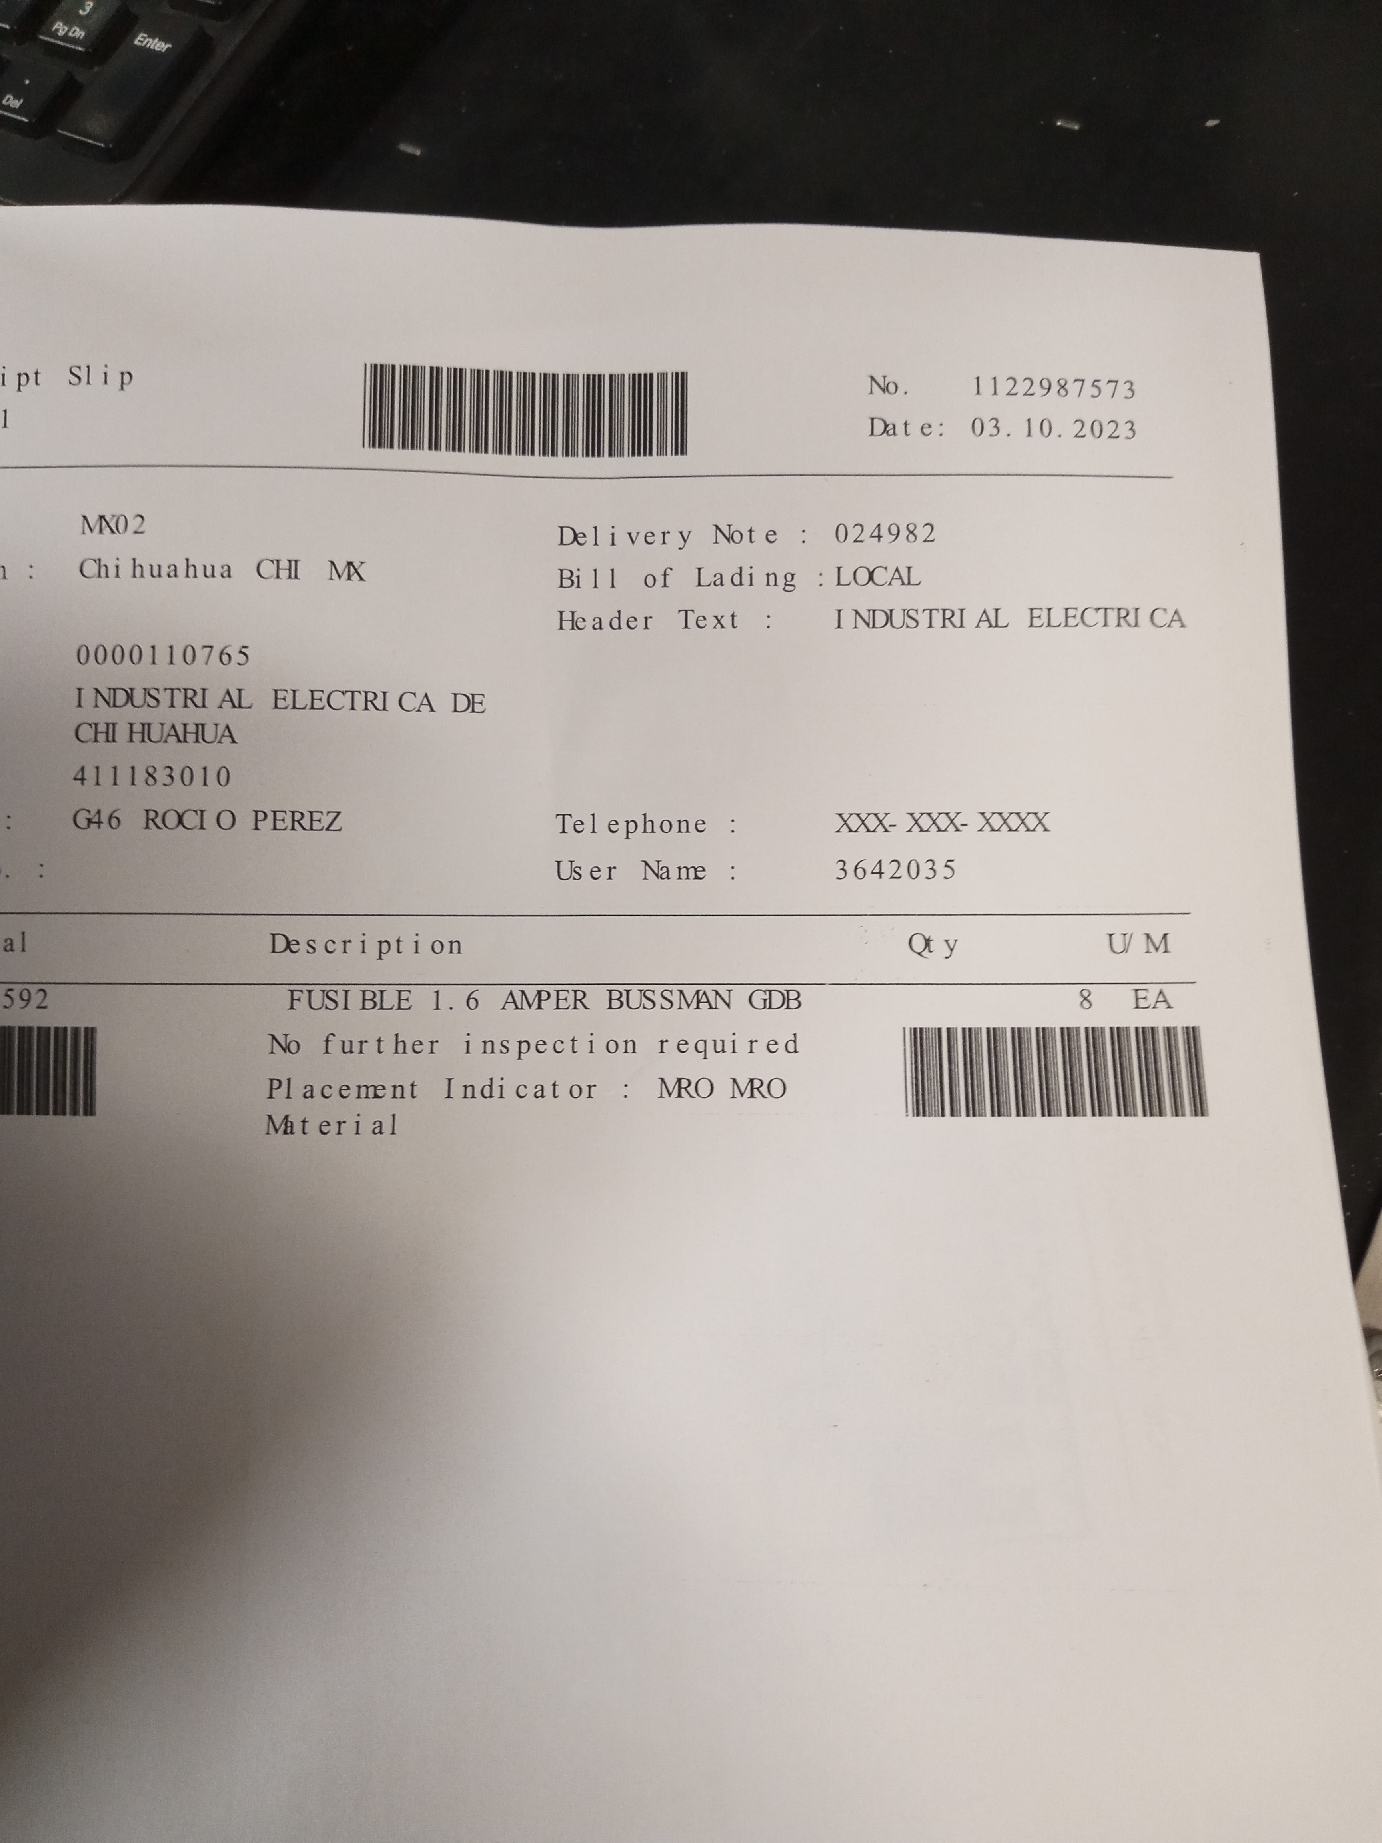 3
Pg Dn
Enter
.
Del
ipt Slip
1
No. 1122987573
Date: 03.10.2023
MX02
Delivery Note : 024982
n : Chihuahua CHI MX
Bill of Lading : LOCAL
Header Text : INDUSTRIAL ELECTRICA
0000110765
INDUSTRIAL ELECTRICA DE
CHIHUAHUA
411183010
: G46 ROCIO PEREZ
Telephone : XXX-XXX-XXXX
. :
User Name : 3642035
al Description Qty U/M
592 FUSIBLE 1.6 AMPER BUSSMAN GDB 8 EA
No further inspection required
Placement Indicator : MRO MRO
Material